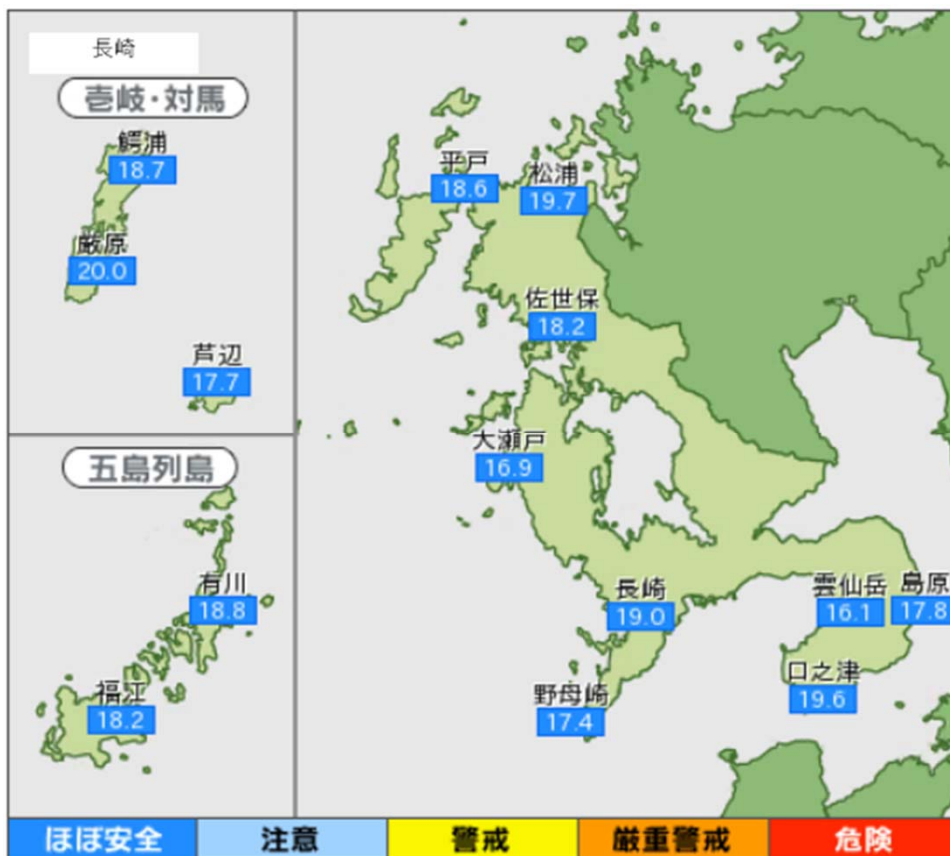 長崎
壱岐・対馬
鰐浦
18.7
厳原
20.0
芦辺
17.7
五島列島
有川
18.8
福江
18.2
平戸
18.6
松浦
19.7
佐世保
18.2
大瀬戸
16.9
長崎
19.0
雲仙岳
16.1
島原
17.8
口之津
19.6
野母崎
17.4
ほぼ安全 注意 警戒 厳重警戒 危険